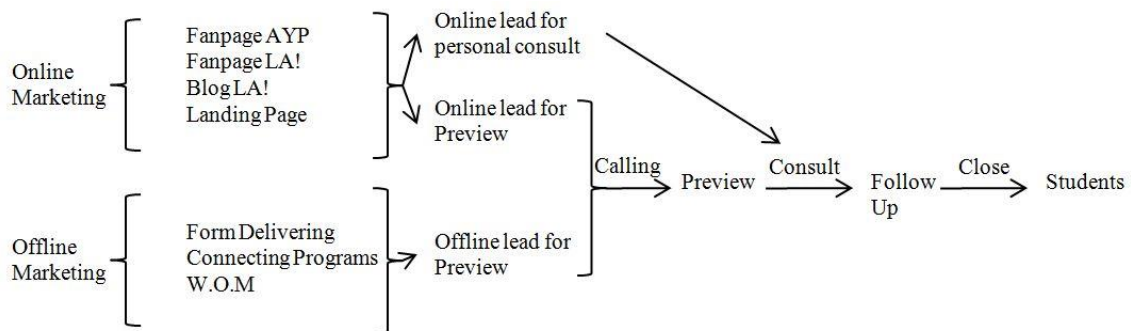 Online
Marketing
Fanpage AYP
Fanpage LA!
Blog LA!
Landing Page
Online lead for
personal consult
Online lead for
Preview
Offline
Marketing
Form Delivering
Connecting Programs
W.O.M
Offline lead for
Preview
Calling
Preview
Consult
Follow
Up
Close
Students